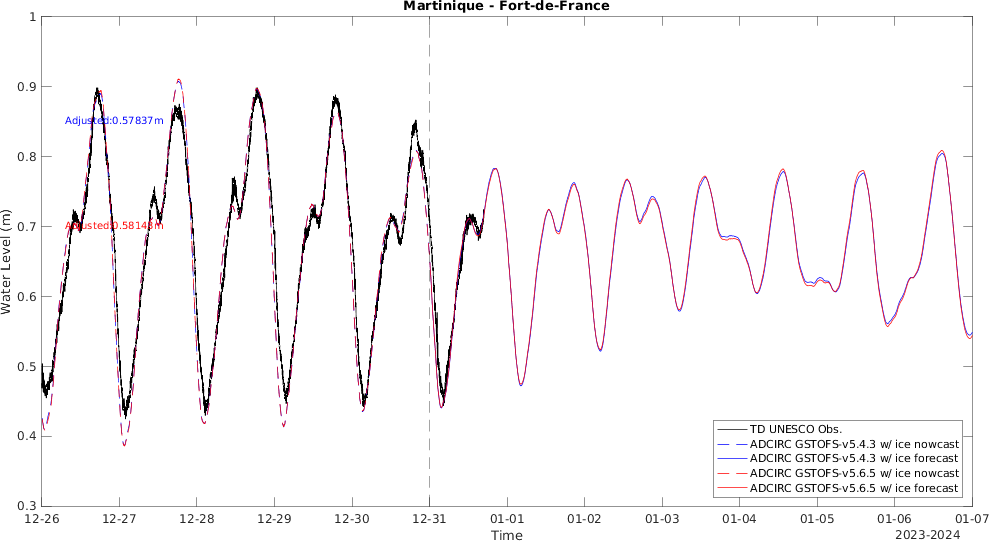 Martinique - Fort-de-France
1
0.9
0.8
0.7
0.6
0.5
0.4
0.3
Water Level (m)
Adjusted:0.57837m
Adjusted:0.58143m
TD UNESCO Obs.
ADCIRC GSTOFS-v5.4.3 w/ ice nowcast
ADCIRC GSTOFS-v5.4.3 w/ ice forecast
ADCIRC GSTOFS-v5.6.5 w/ ice nowcast
ADCIRC GSTOFS-v5.6.5 w/ ice forecast
12-26 12-27 12-28 12-29 12-30 12-31 01-01 01-02 01-03 01-04 01-05 01-06 01-07
Time
2023-2024